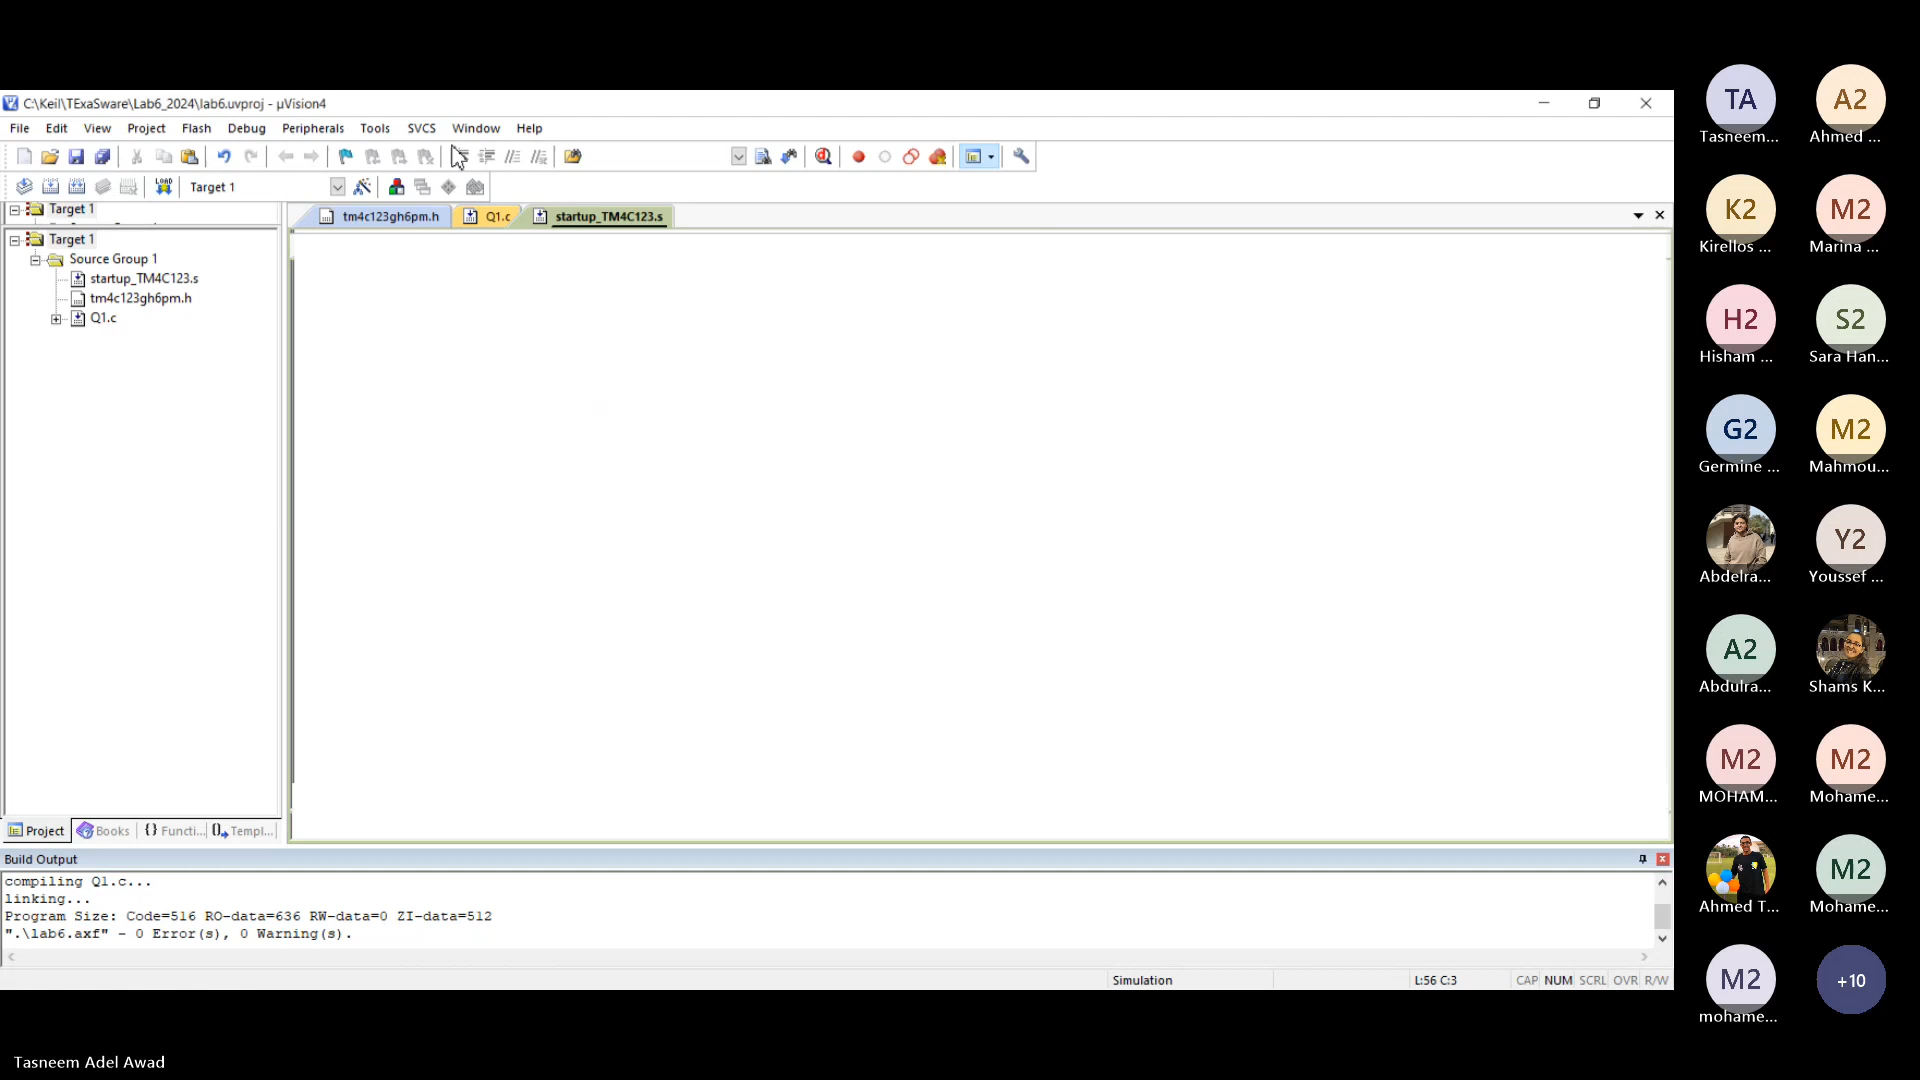 C:\Keil\TExaSware\Lab6_2024\lab6.uvproj - µVision4
File Edit View Project Flash Debug Peripherals Tools SVCS Window Help
LOAD
Target 1
Target 1
tm4c123gh6pm.h Q1.c startup_TM4C123.s
Target 1
Source Group 1
startup_TM4C123.s
tm4c123gh6pm.h
Q1.c
Project Books {} Functi... Templ...
Build Output
compiling Q1.c...
linking...
Program Size: Code=516 RO-data=636 RW-data=0 ZI-data=512
".\lab6.axf" - 0 Error(s), 0 Warning(s).
Simulation L:56 C:3 CAP NUM SCRL OVR R/W
TA A2
Tasneem... Ahmed ...
K2 M2
Kirellos ... Marina ...
H2 S2
Hisham ... Sara Han...
G2 M2
Germine ... Mahmou...
Y2
Abdelra... Youssef ...
A2
Abdulra... Shams K...
M2 M2
MOHAM... Mohame...
M2
Ahmed T... Mohame...
M2 +10
mohame...
Tasneem Adel Awad